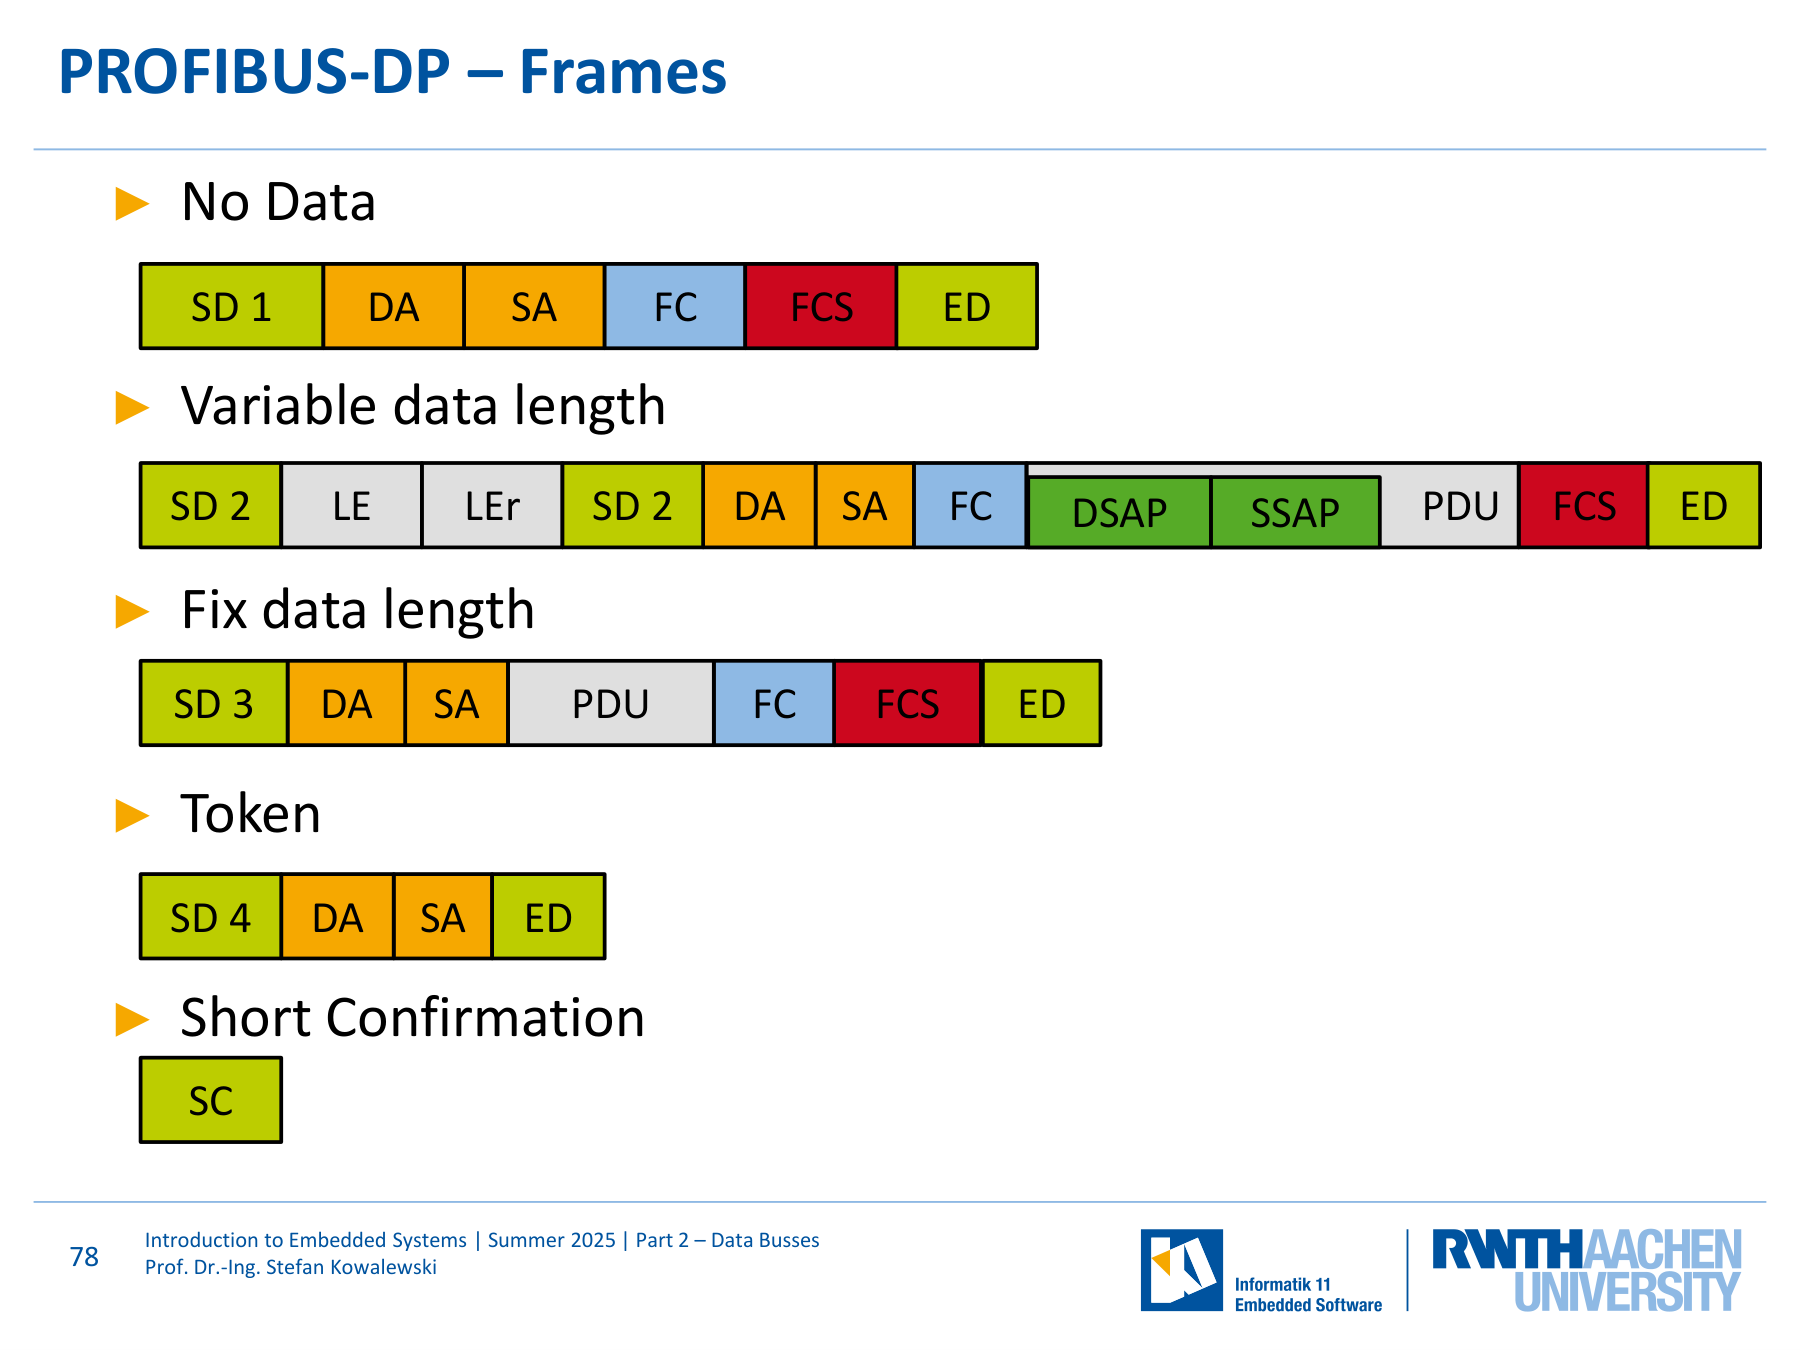 PROFIBUS-DP – Frames
► No Data
SD 1 DA SA FC FCS ED
► Variable data length
SD 2 LE LEr SD 2 DA SA FC DSAP SSAP PDU FCS ED
► Fix data length
SD 3 DA SA PDU FC FCS ED
► Token
SD 4 DA SA ED
► Short Confirmation
SC
78
Introduction to Embedded Systems | Summer 2025 | Part 2 – Data Busses
Prof. Dr.-Ing. Stefan Kowalewski
Informatik 11
Embedded Software
RWTHAACHEN
UNIVERSITY